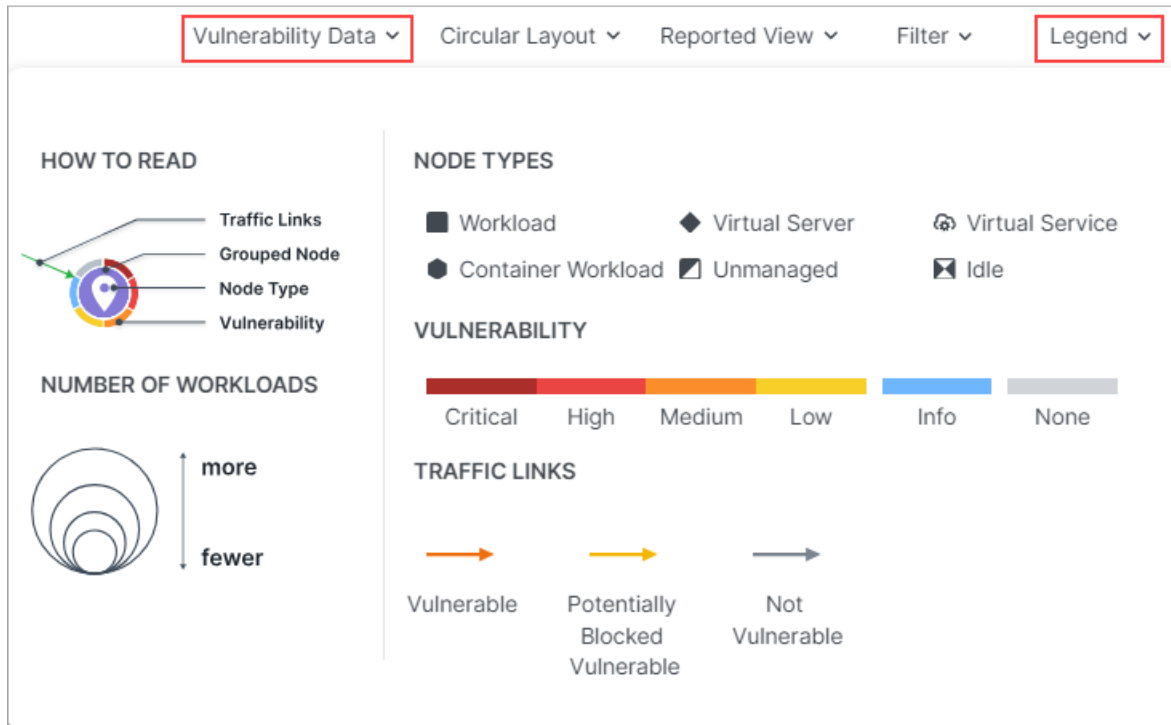 Vulnerability Data Circular Layout Reported View Filter Legend
HOW TO READ
Traffic Links
Grouped Node
Node Type
Vulnerability
NUMBER OF WORKLOADS
more
fewer
NODE TYPES
Workload Virtual Server Virtual Service
Container Workload Unmanaged Idle
VULNERABILITY
Critical High Medium Low Info None
TRAFFIC LINKS
Vulnerable
Potentially
Blocked
Vulnerable
Not
Vulnerable